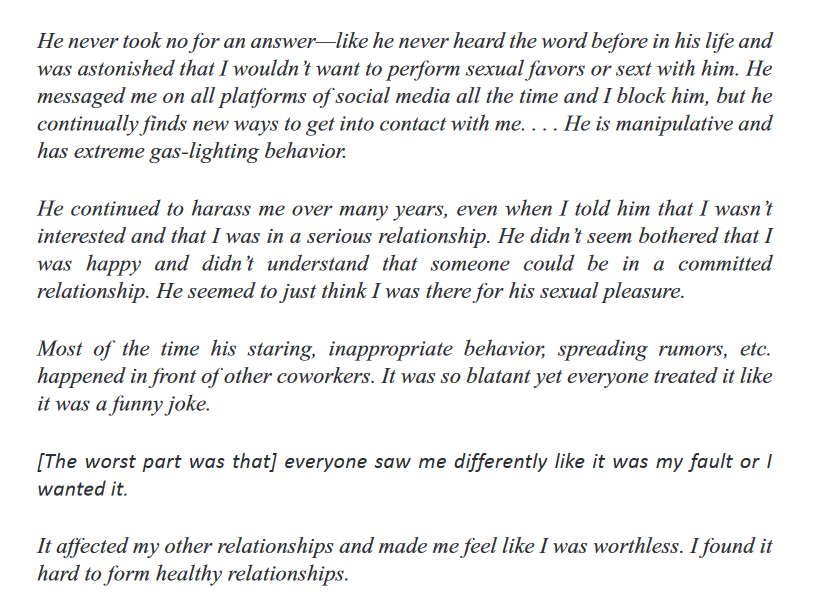 He never took no for an answer—like he never heard the word before in his life and
was astonished that I wouldn’t want to perform sexual favors or sext with him. He
messaged me on all platforms of social media all the time and I block him, but he
continually finds new ways to get into contact with me. . . . He is manipulative and
has extreme gas-lighting behavior.
He continued to harass me over many years, even when I told him that I wasn’t
interested and that I was in a serious relationship. He didn’t seem bothered that I
was happy and didn’t understand that someone could be in a committed
relationship. He seemed to just think I was there for his sexual pleasure.
Most of the time his staring, inappropriate behavior, spreading rumors, etc.
happened in front of other coworkers. It was so blatant yet everyone treated it like
it was a funny joke.
[The worst part was that] everyone saw me differently like it was my fault or I
wanted it.
It affected my other relationships and made me feel like I was worthless. I found it
hard to form healthy relationships.